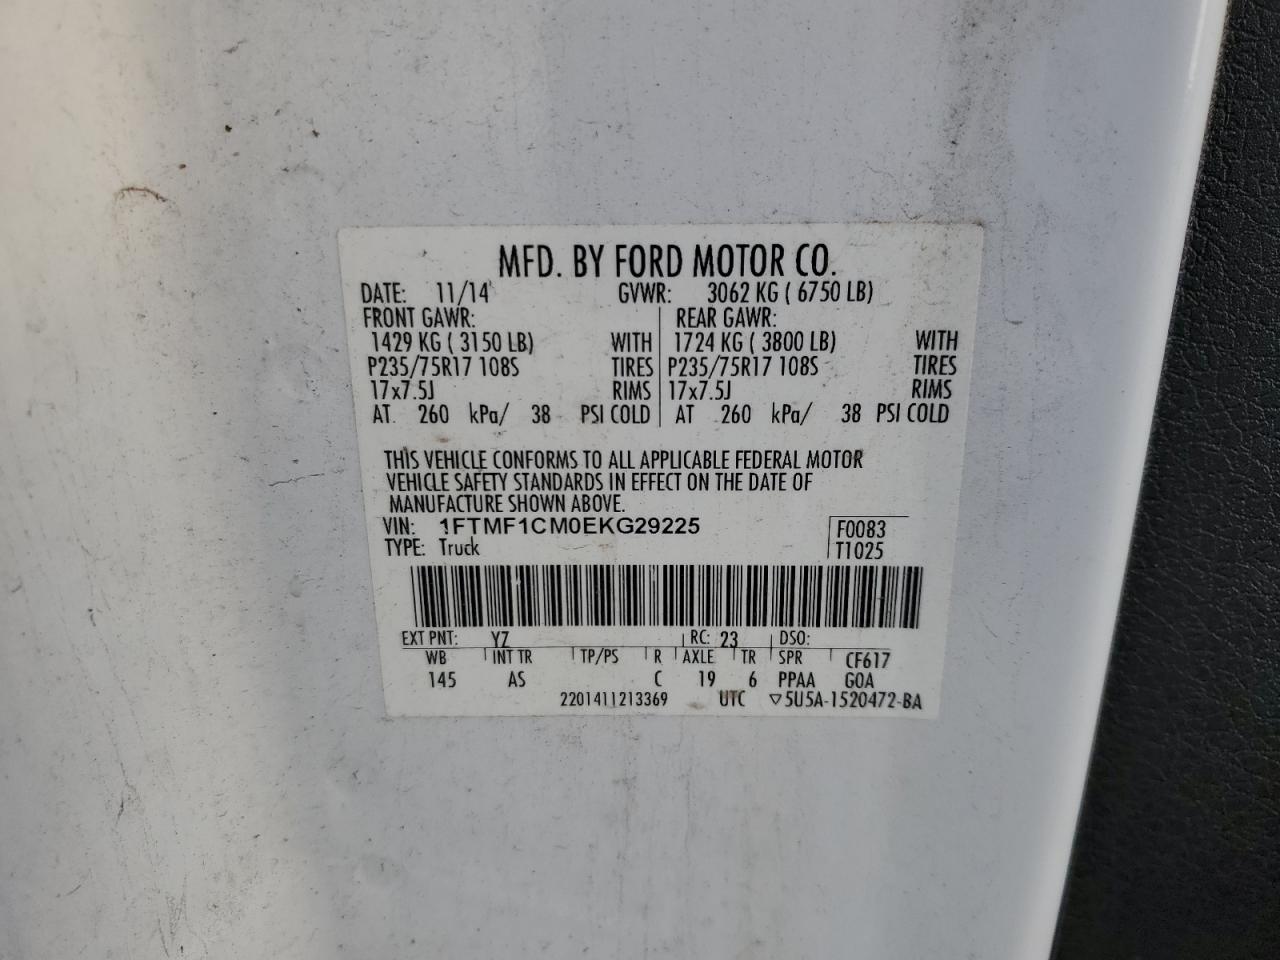 MFD. BY FORD MOTOR CO.
DATE: 11/14 GVWR: 3062 KG ( 6750 LB)
FRONT GAWR: REAR GAWR:
1429 KG ( 3150 LB) WITH 1724 KG ( 3800 LB) WITH
P235/75R17 108S TIRES P235/75R17 108S TIRES
17x7.5J RIMS 17x7.5J RIMS
AT 260 kPa/ 38 PSI COLD AT 260 kPa/ 38 PSI COLD
THIS VEHICLE CONFORMS TO ALL APPLICABLE FEDERAL MOTOR
VEHICLE SAFETY STANDARDS IN EFFECT ON THE DATE OF
MANUFACTURE SHOWN ABOVE.
VIN: 1FTMF1CM0EKG29225 F0083
TYPE: Truck T1025
EXT PNT: YZ RC: 23 DSO:
WB INT TR TP/PS R AXLE TR SPR CF617
145 AS C 19 6 PPAA GOA
2201411213369 UTC ▽5U5A-1520472-BA